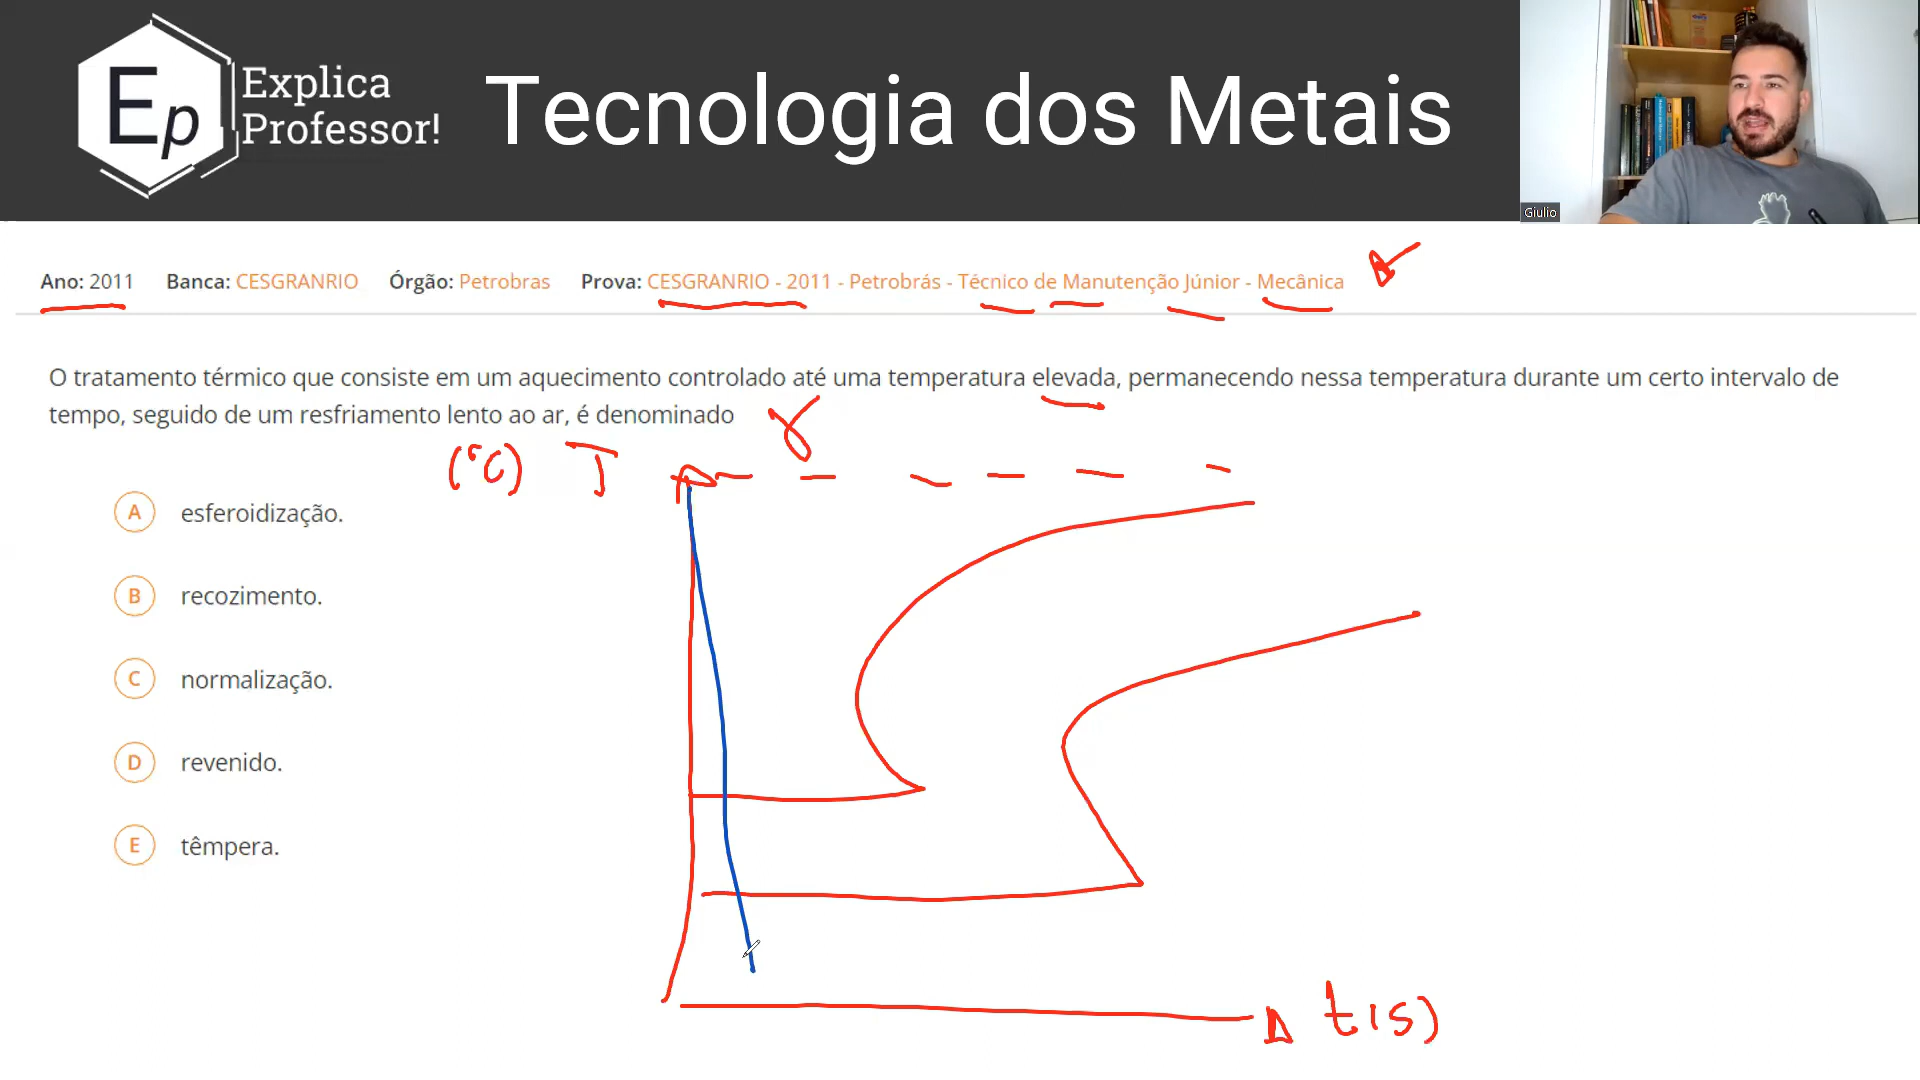 Ep
Explica
Professor!
Tecnologia dos Metais
Giulio
Ano: 2011 Banca: CESGRANRIO Órgão: Petrobras Prova: CESGRANRIO - 2011 - Petrobrás - Técnico de Manutenção Júnior - Mecânica
O tratamento térmico que consiste em um aquecimento controlado até uma temperatura elevada, permanecendo nessa temperatura durante um certo intervalo de
tempo, seguido de um resfriamento lento ao ar, é denominado
γ
(°C) T
A esferoidização.
B recozimento.
C normalização.
D revenido.
E têmpera.
t(s)